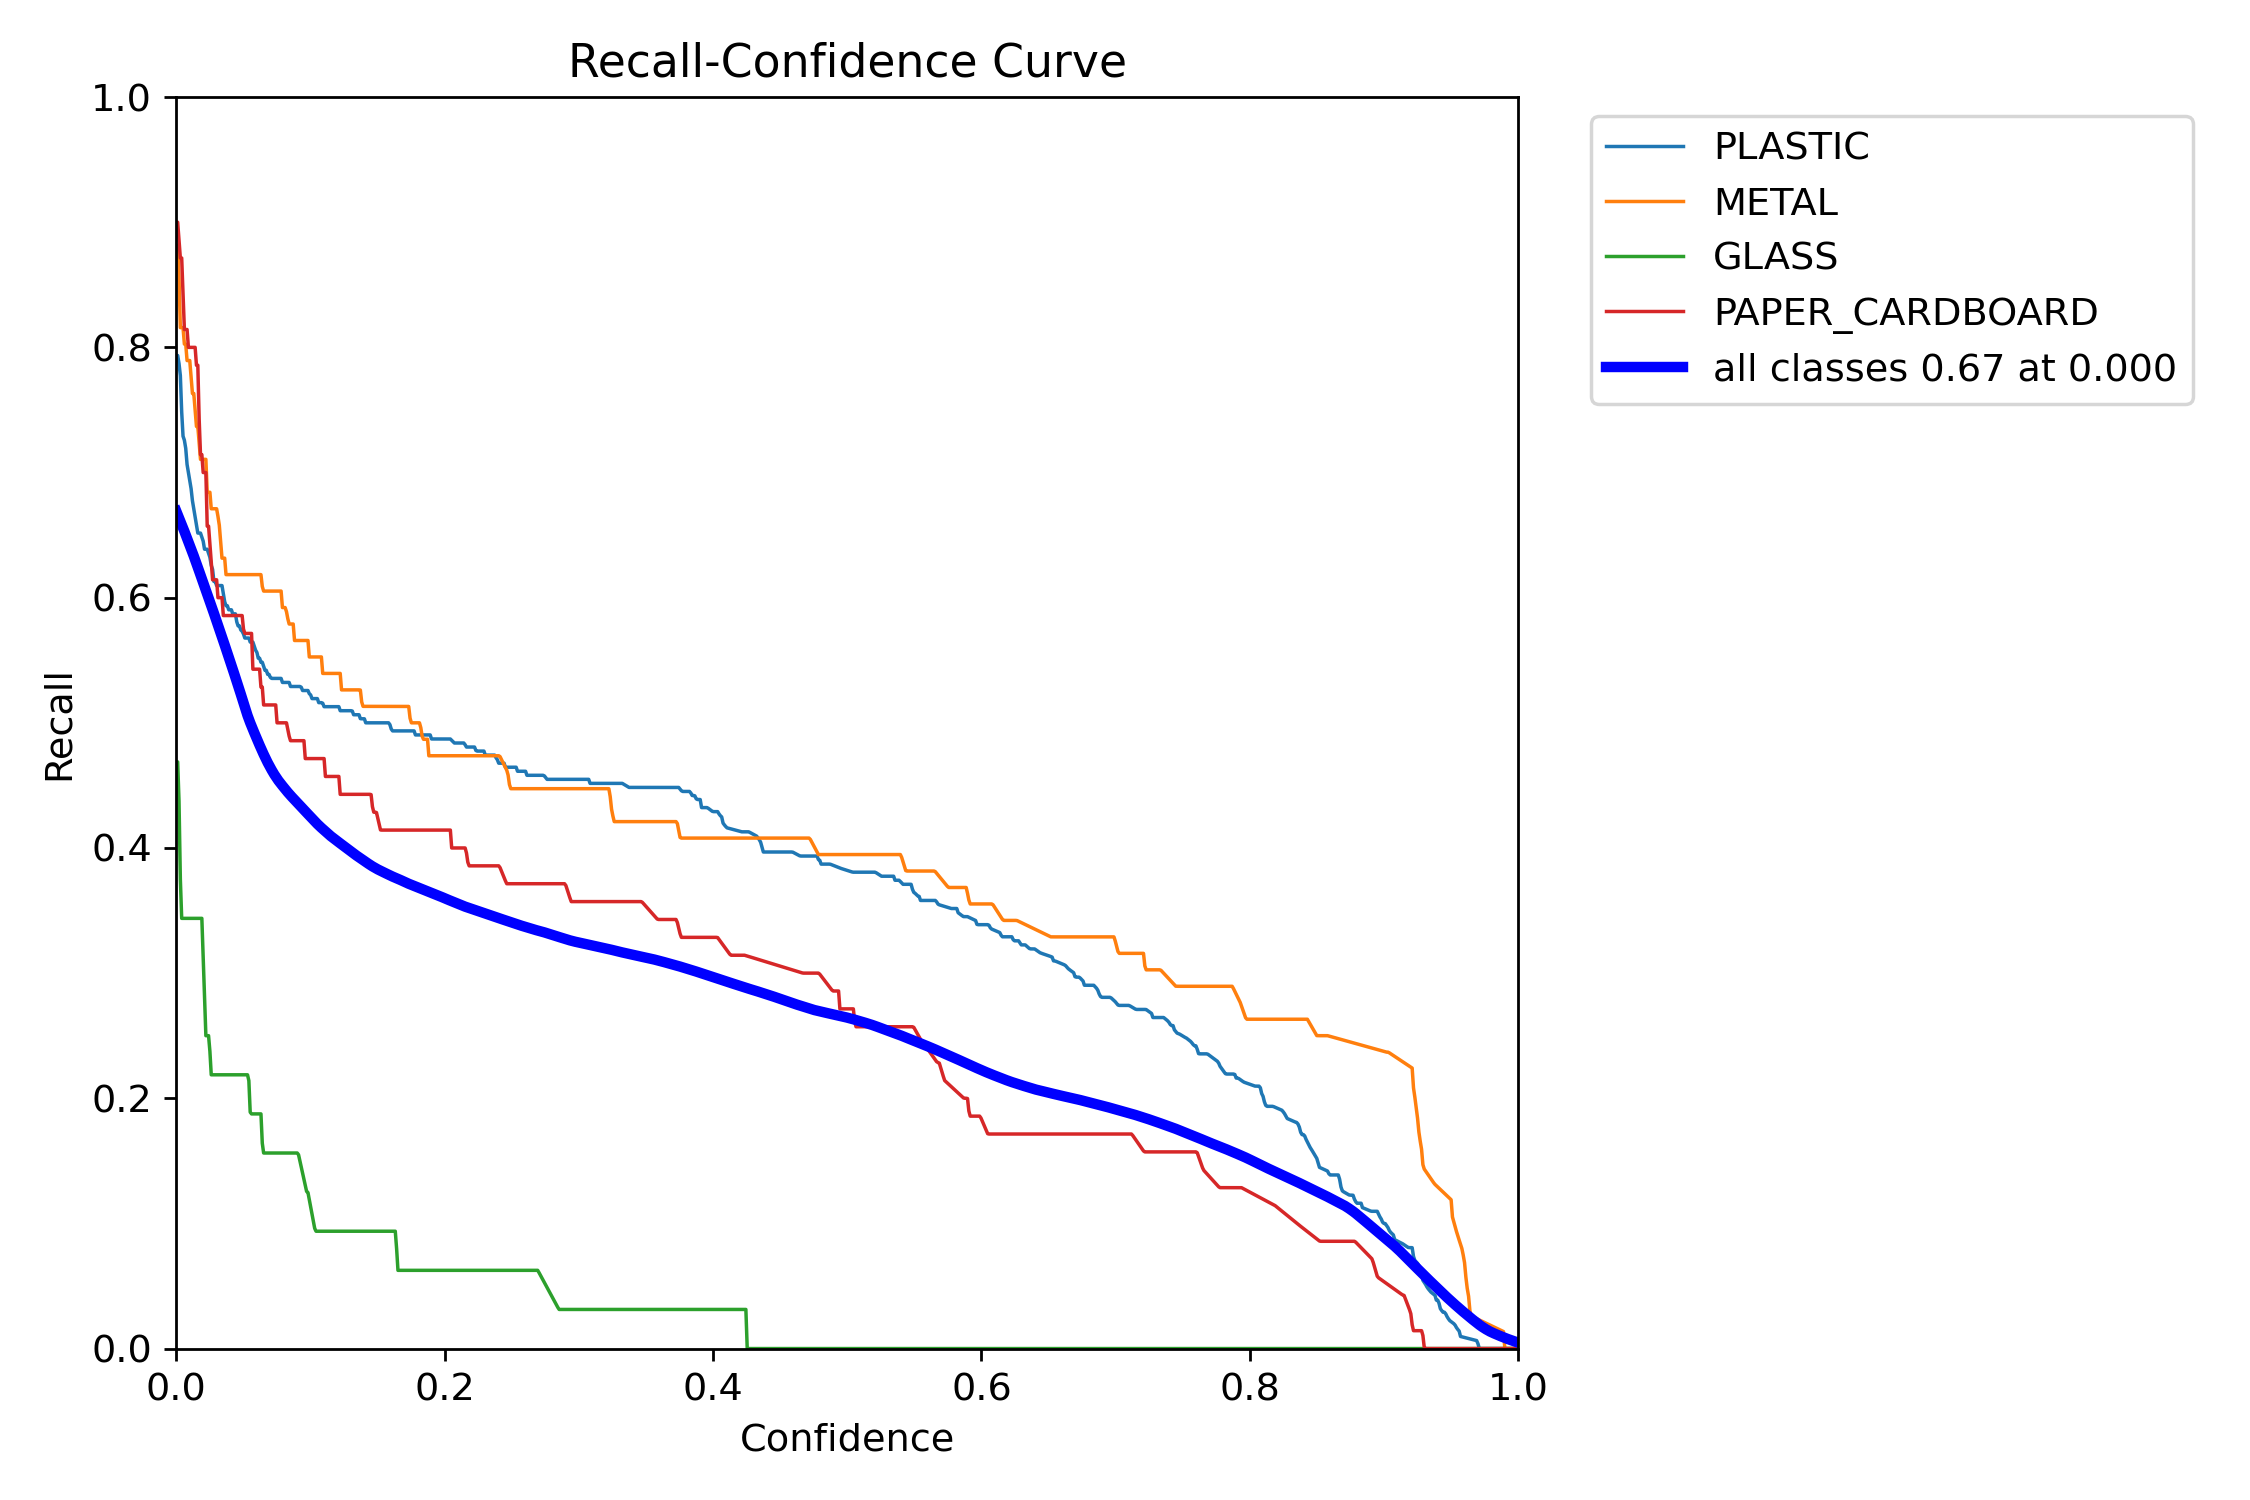 Recall-Confidence Curve
1.0
0.8
0.6
0.4
0.2
0.0
Recall
0.0 0.2 0.4 0.6 0.8 1.0
Confidence
PLASTIC
METAL
GLASS
PAPER_CARDBOARD
all classes 0.67 at 0.000